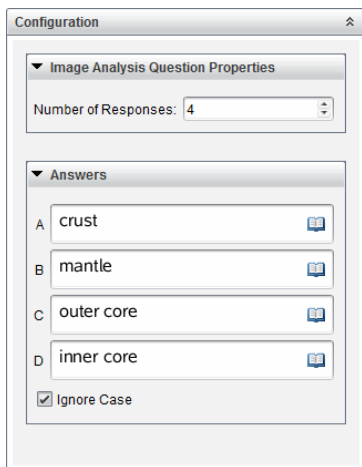 Configuration
Image Analysis Question Properties
Number of Responses: 4
Answers
A crust
B mantle
C outer core
D inner core
Ignore Case